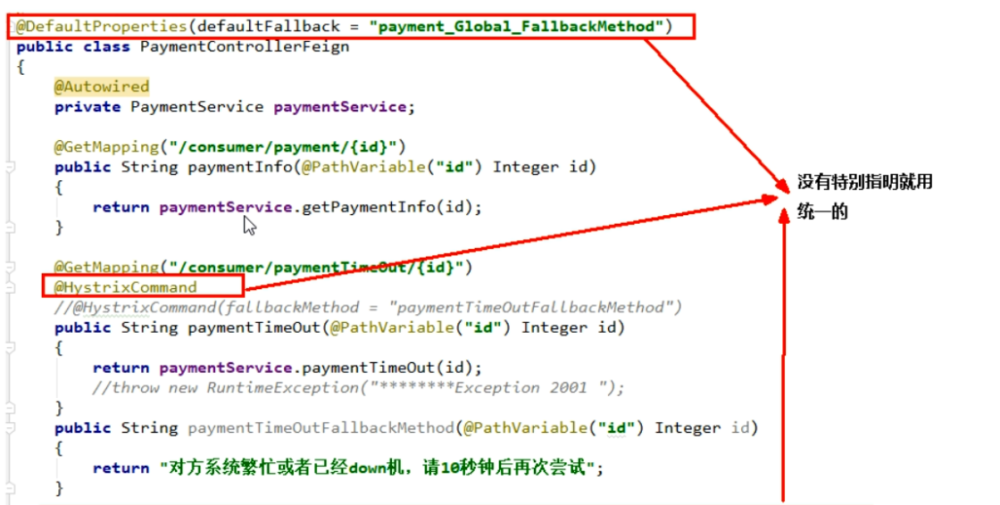 @DefaultProperties(defaultFallback = "payment_Global_FallbackMethod")
public class PaymentControllerFeign
{
@Autowired
private PaymentService paymentService;
@GetMapping("/consumer/payment/{id}")
public String paymentInfo(@PathVariable("id") Integer id)
{
return paymentService.getPaymentInfo(id);
}
@GetMapping("/consumer/paymentTimeOut/{id}")
@HystrixCommand
//@HystrixCommand(fallbackMethod = "paymentTimeOutFallbackMethod")
public String paymentTimeOut(@PathVariable("id") Integer id)
{
return paymentService.paymentTimeOut(id);
//throw new RuntimeException("********Exception 2001 ");
}
public String paymentTimeOutFallbackMethod(@PathVariable("id") Integer id)
{
return "对方系统繁忙或者已经down机，请10秒钟后再次尝试";
}
没有特别指明就用
统一的